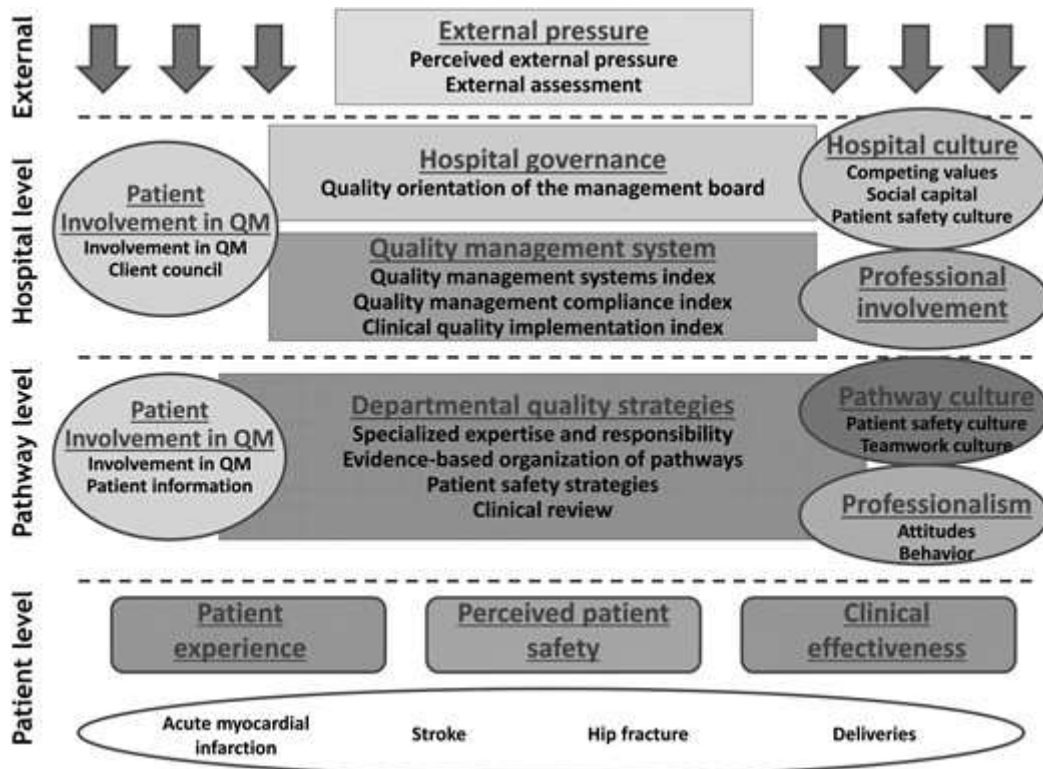 External
External pressure
Perceived external pressure
External assessment
Hospital level
Patient
Involvement in QM
Involvement in QM
Client council
Hospital governance
Quality orientation of the management board
Quality management system
Quality management systems index
Quality management compliance index
Clinical quality implementation index
Hospital culture
Competing values
Social capital
Patient safety culture
Professional
involvement
Pathway level
Patient
Involvement in QM
Involvement in QM
Patient information
Departmental quality strategies
Specialized expertise and responsibility
Evidence-based organization of pathways
Patient safety strategies
Clinical review
Pathway culture
Patient safety culture
Teamwork culture
Professionalism
Attitudes
Behavior
Patient level
Patient
experience
Perceived patient
safety
Clinical
effectiveness
Acute myocardial
infarction
Stroke
Hip fracture
Deliveries